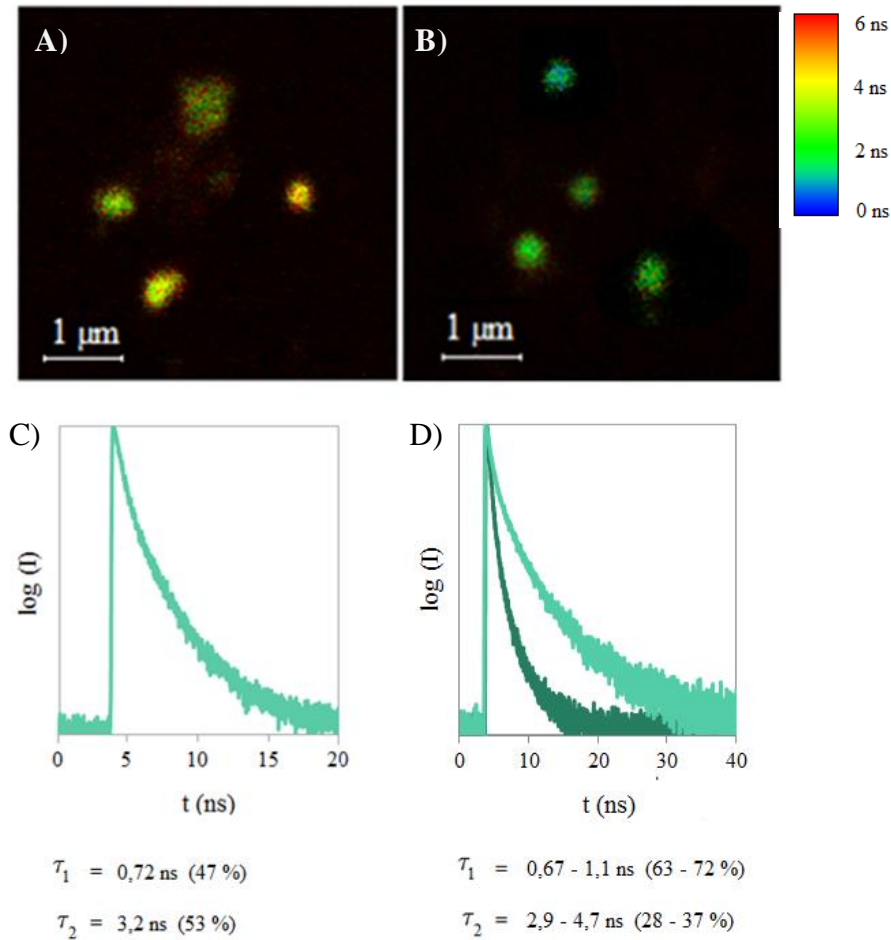 A)
B)
6 ns
4 ns
2 ns
0 ns
1 μm
1 μm
C)
D)
log (I)
log (I)
0 5 10 15 20
0 10 20 30 40
t (ns)
t (ns)
τ1 = 0,72 ns (47 %)
τ2 = 3,2 ns (53 %)
τ1 = 0,67 - 1,1 ns (63 - 72 %)
τ2 = 2,9 - 4,7 ns (28 - 37 %)